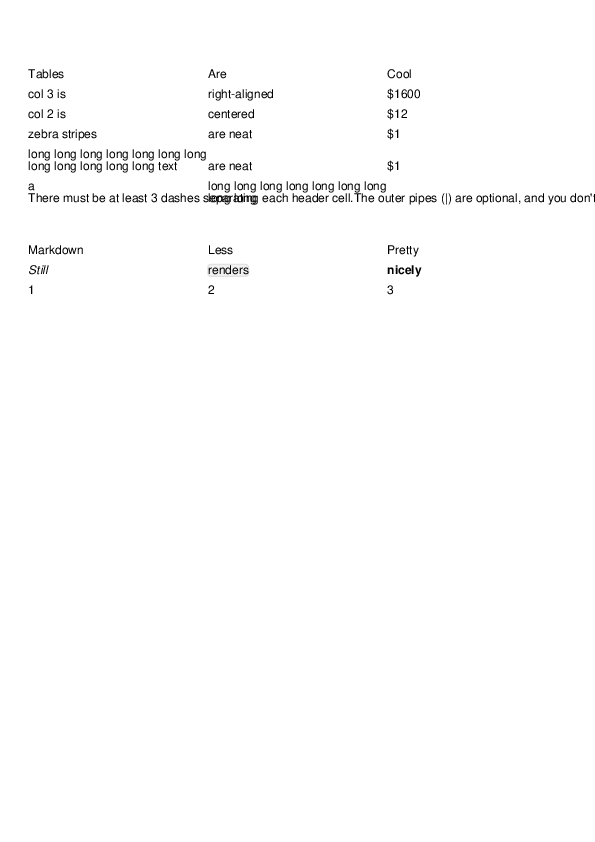 Tables Are Cool
col 3 is right-aligned $1600
col 2 is centered $12
zebra stripes are neat $1
long long long long long long long
long long long long long text are neat $1
a long long long long long long long
There must be at least 3 dashes separating each header cell.The outer pipes (|) are optional, and you don't
long long
Markdown Less Pretty
Still renders nicely
1 2 3